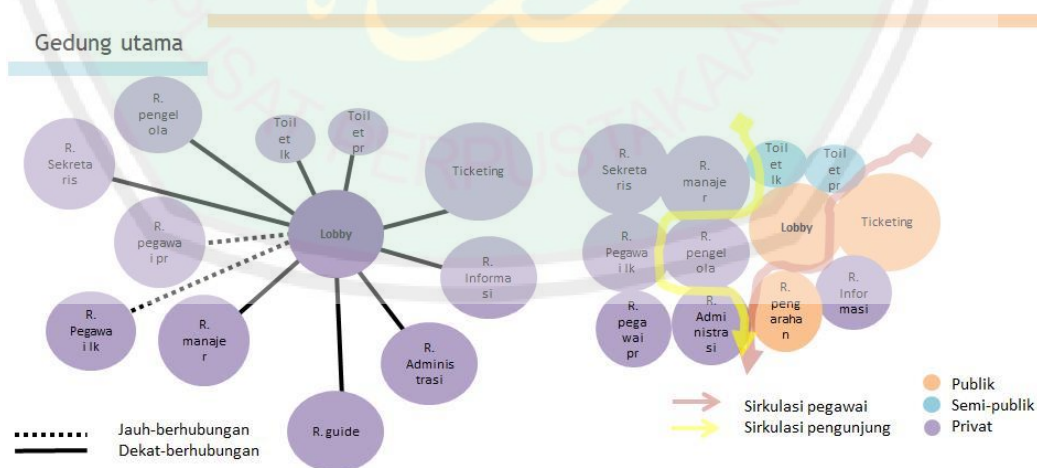 Gedung utama
R.
pengel
ola
Toil
et lk
Toil
et pr
R.
Sekreta
ris
Ticketing
R.
pegawa
i pr
Lobby
R.
Informa
si
R.
Pegawa
i lk
R.
manaje
r
R.
Adminis
trasi
R. guide
Jauh-berhubungan
Dekat-berhubungan
R.
Sekreta
ris
R.
manaje
r
Toil
et
lk
Toil
et pr
Lobby
Ticketing
R.
Pegawa
i lk
R.
pengel
ola
R.
pega
wai
pr
R.
Admi
nistra
si
R.
peng
araha
n
R.
Infor
masi
Sirkulasi pegawai
Sirkulasi pengunjung
Publik
Semi-publik
Privat
PUSAT PERPUSTAKAAN